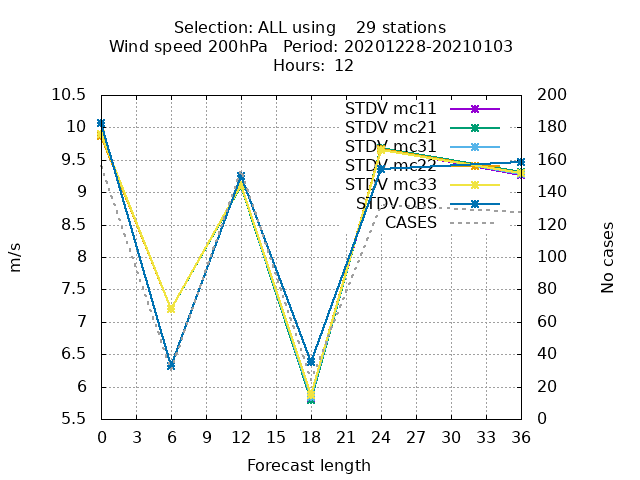 Selection: ALL using 29 stations
Wind speed 200hPa Period: 20201228-20210103
Hours: 12
10.5
10
9.5
9
8.5
8
7.5
7
6.5
6
5.5
m/s
STDV mc11
STDV mc21
STDV mc31
STDV mc22
STDV mc33
STDV OBS
CASES
200
180
160
140
120
100
80
60
40
20
0
No cases
0 3 6 9 12 15 18 21 24 27 30 33 36
Forecast length